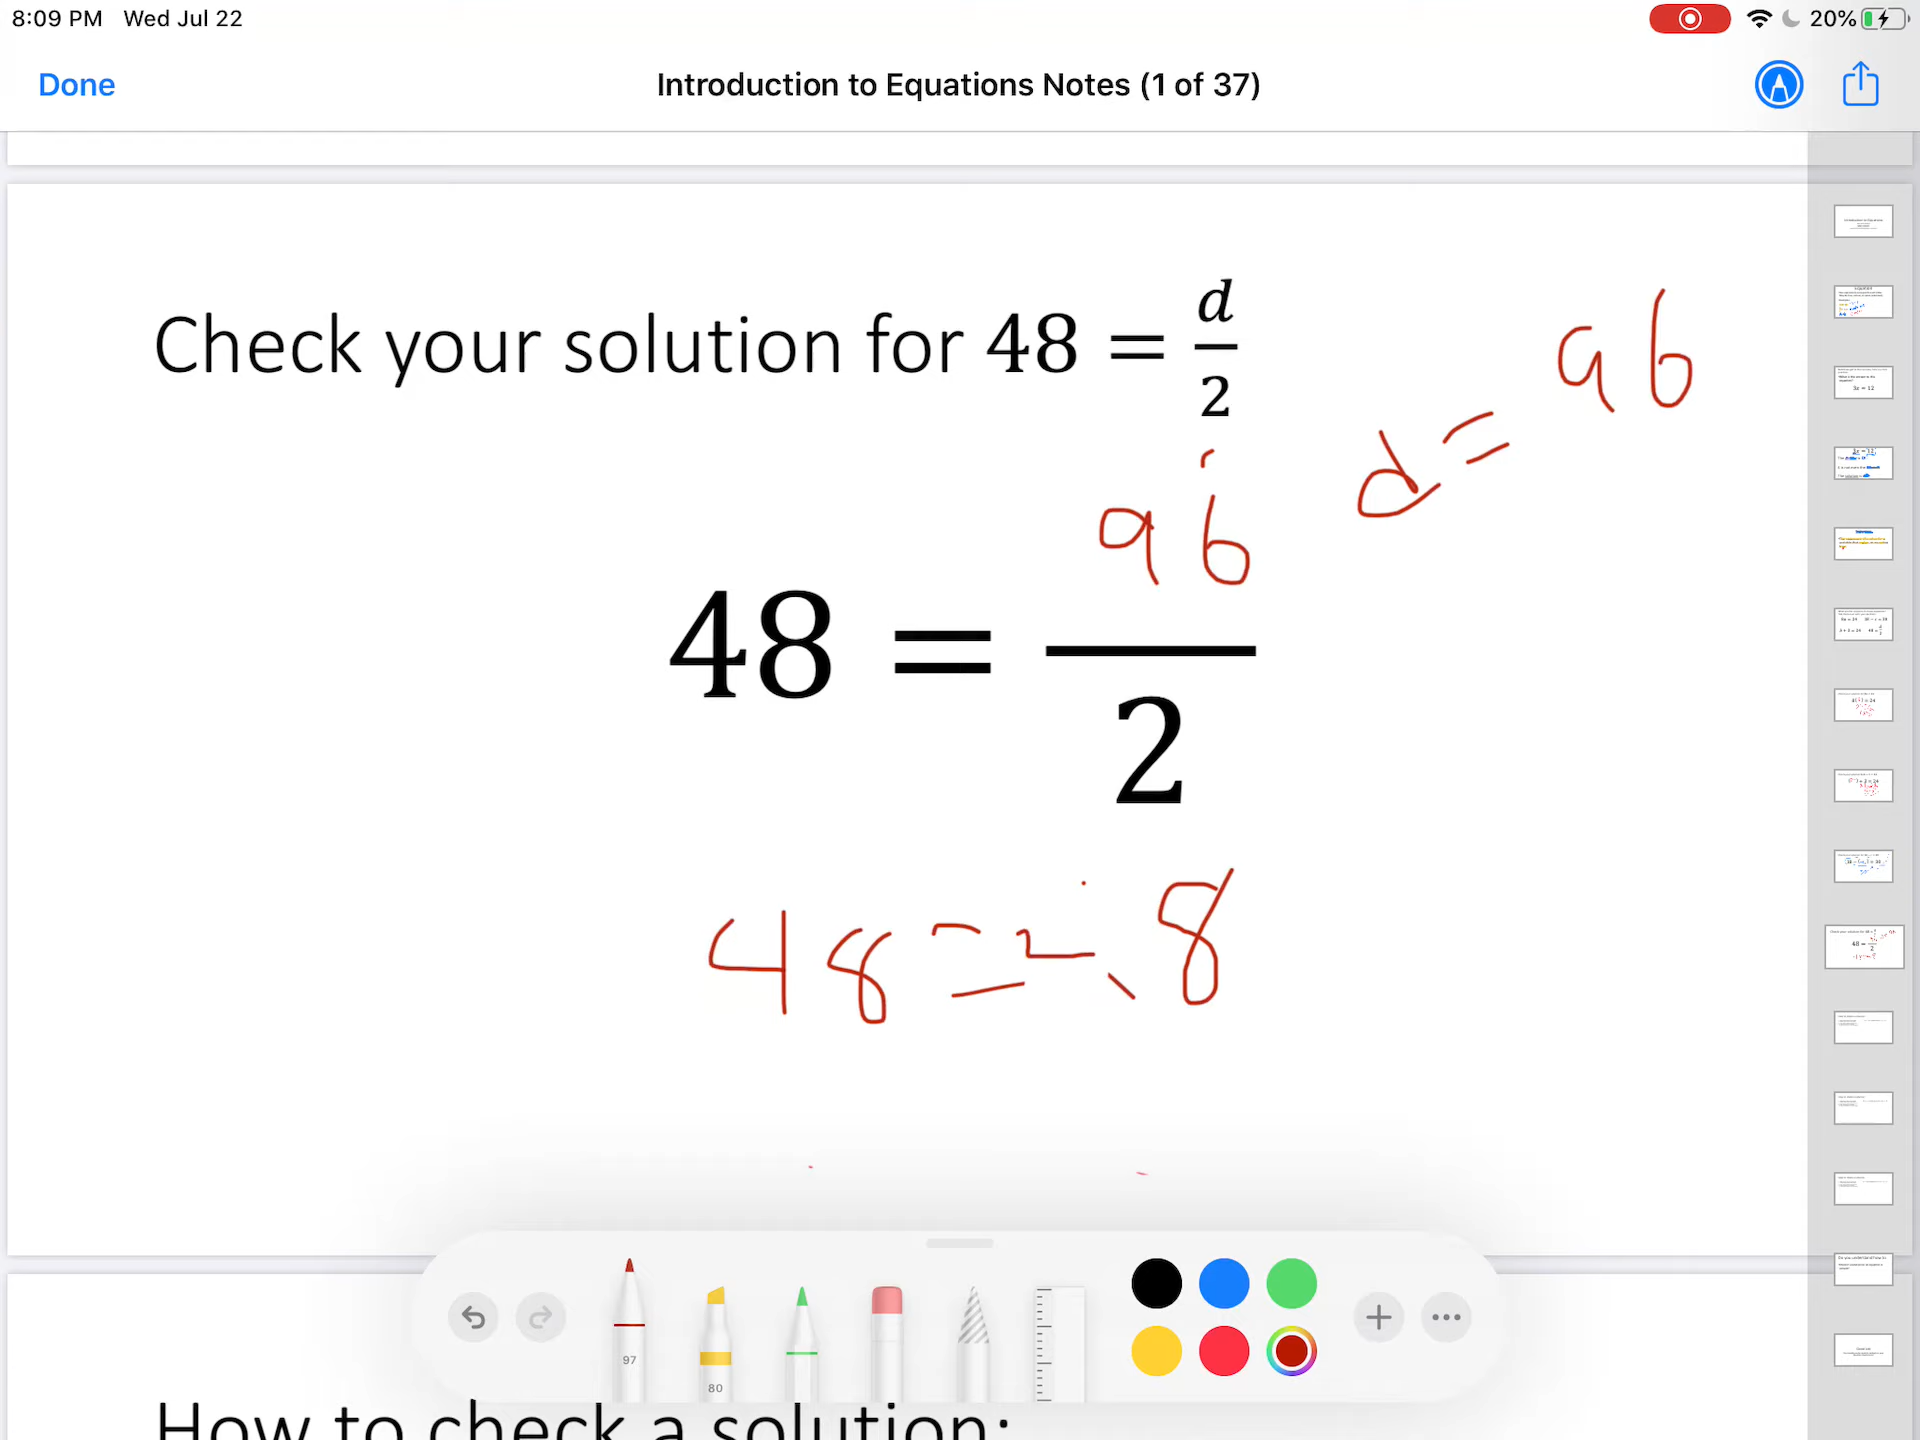 8:09 PM Wed Jul 22 20%
Done Introduction to Equations Notes (1 of 37)
Check your solution for 48 = d/2
d = 96
48 = 96/2
48 = 48
97
80
How to check a solution: